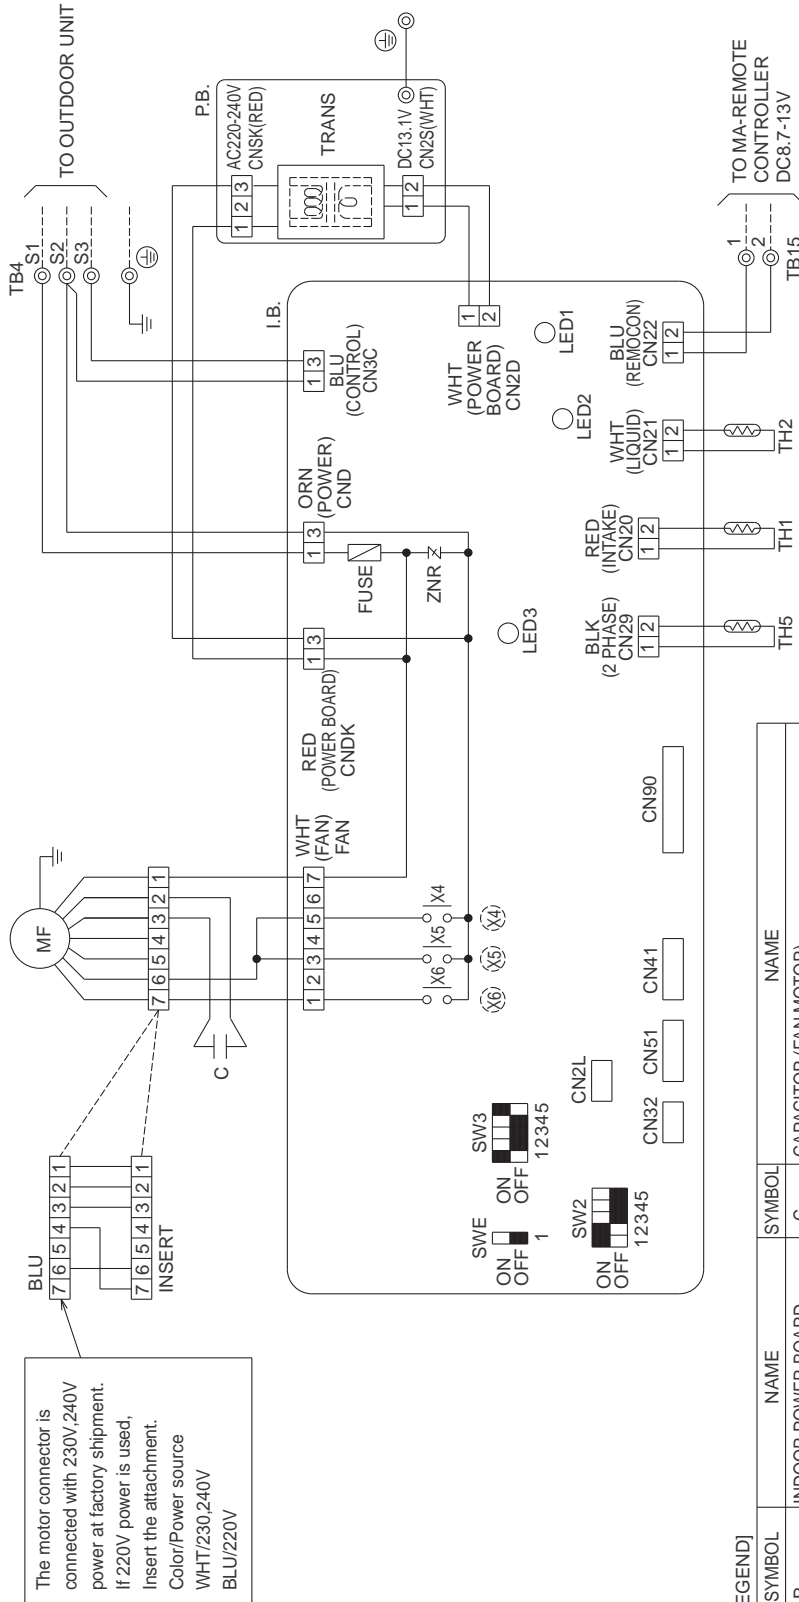 The motor connector is
connected with 230V,240V
power at factory shipment.
If 220V power is used,
Insert the attachment.
Color/Power source
WHT/230,240V
BLU/220V
BLU
7 6 5 4 3 2 1
7 6 5 4 3 2 1
INSERT
MF
7 6 5 4 3 2 1
C
TB4
S1
S2
S3
TO OUTDOOR UNIT
P.B.
AC220-240V
CNSK(RED)
1 2 3
TRANS
DC13.1V
CN2S(WHT)
1 2
I.B.
1 2 3 4 5 6 7
WHT
(FAN)
FAN
1 3
RED
(POWER BOARD)
CNDK
1 3
ORN
(POWER)
CND
1 3
BLU
(CONTROL)
CN3C
1 2
WHT
(POWER
BOARD)
CN2D
FUSE
ZNR
X6
X5
X4
X6
X5
X4
LED3
LED2
LED1
SWE
ON
OFF
1
SW3
ON
OFF
12345
SW2
ON
OFF
12345
CN2L
CN32
CN51
CN41
CN90
BLK
(2 PHASE)
CN29
1 2
RED
(INTAKE)
CN20
1 2
WHT
(LIQUID)
CN21
1 2
BLU
(REMOCON)
CN22
1 2
TH5
TH1
TH2
1
2
TB15
TO MA-REMOTE
CONTROLLER
DC8.7-13V
EGEND]
SYMBOL NAME SYMBOL NAME
INDOOR POWER BOARD C CAPACITOR (FAN MOTOR)